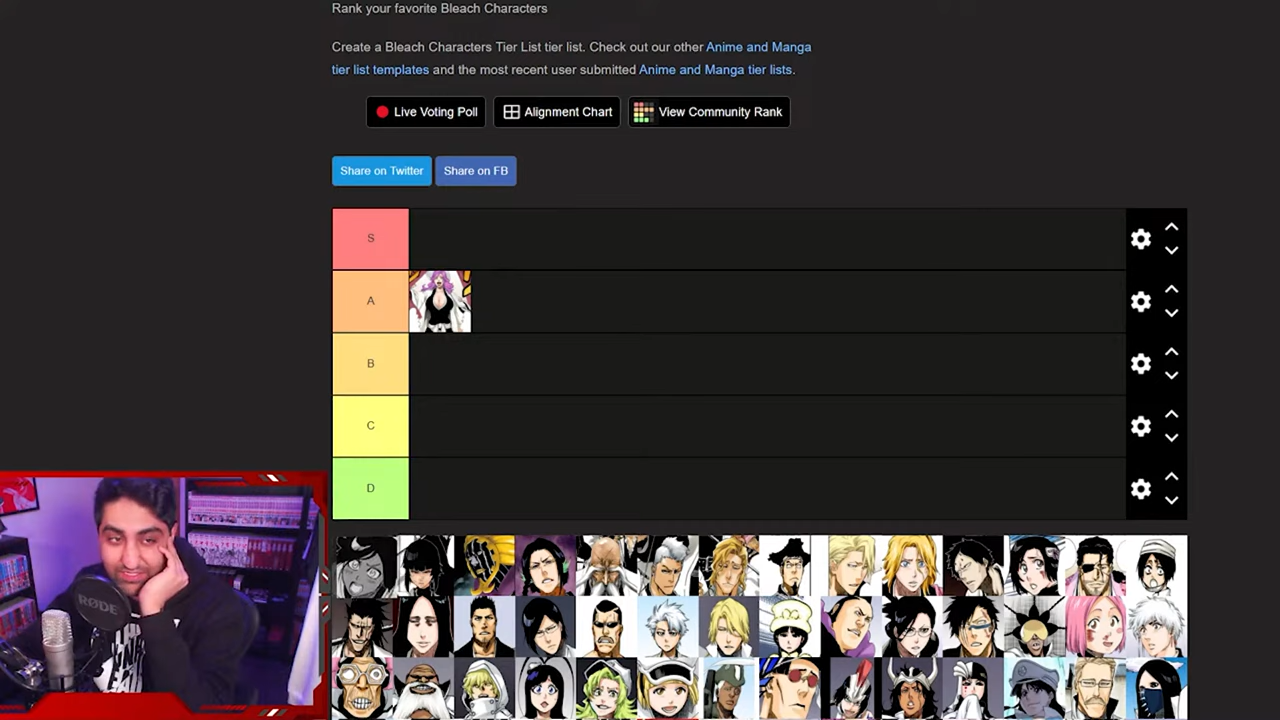 Rank your favorite Bleach Characters
Create a Bleach Characters Tier List tier list. Check out our other Anime and Manga
tier list templates and the most recent user submitted Anime and Manga tier lists.
Live Voting Poll
Alignment Chart
View Community Rank
Share on Twitter
Share on FB
S
A
B
C
D
RØDE